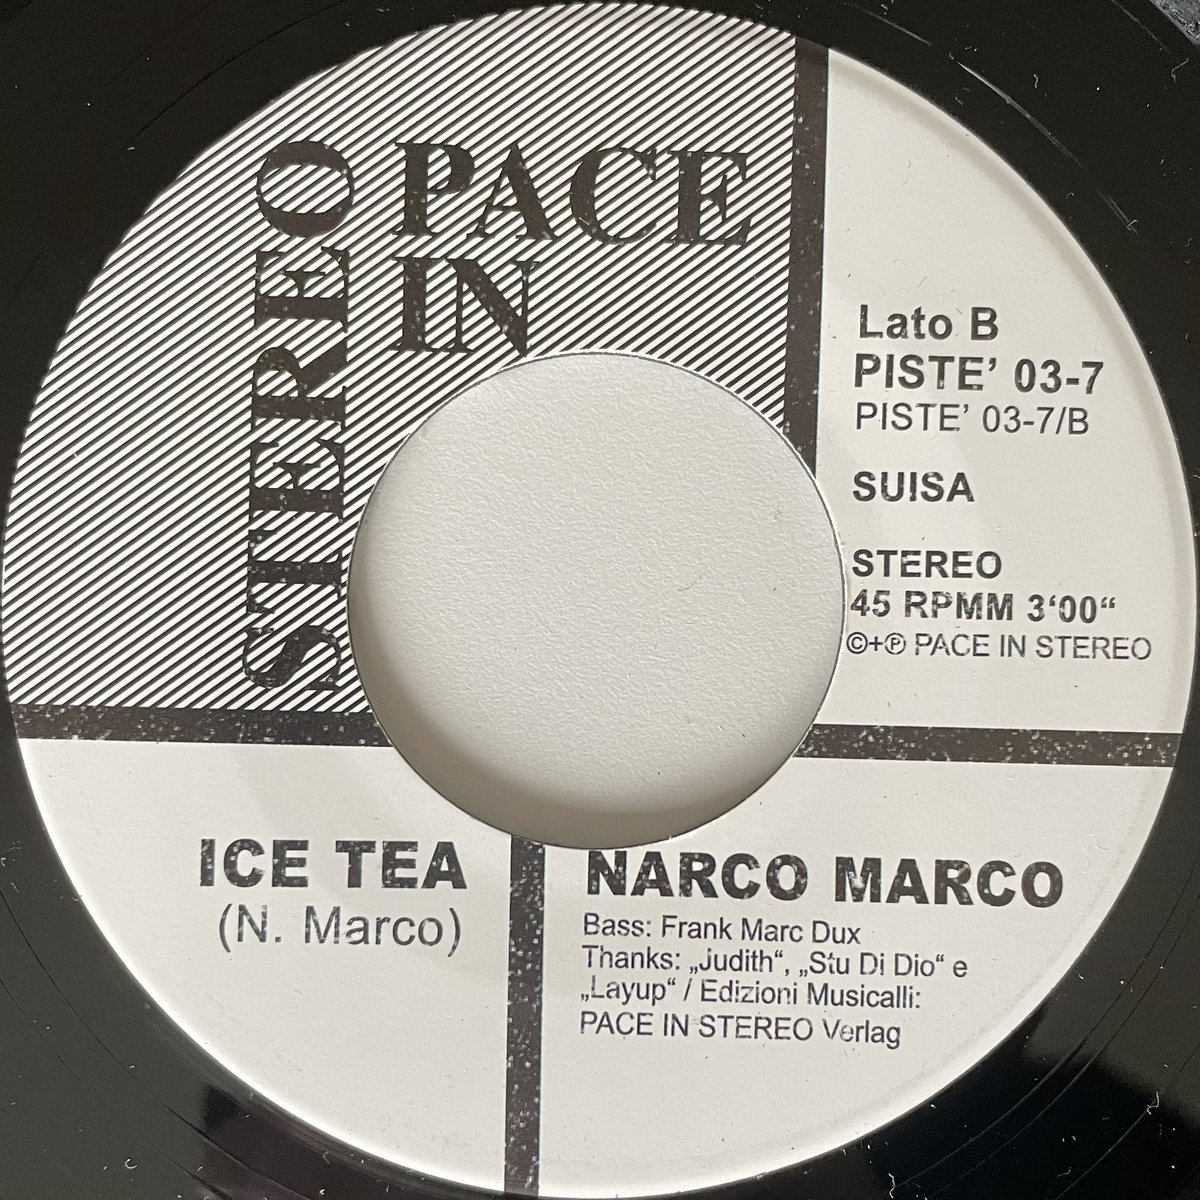 STEREO
PACE
IN
Lato B
PISTE’ 03-7
PISTE’ 03-7/B
SUISA
STEREO
45 RPMM 3‘00“
©+℗ PACE IN STEREO
ICE TEA
(N. Marco)
NARCO MARCO
Bass: Frank Marc Dux
Thanks: „Judith“, „Stu Di Dio“ e
„Layup“ / Edizioni Musicalli:
PACE IN STEREO Verlag